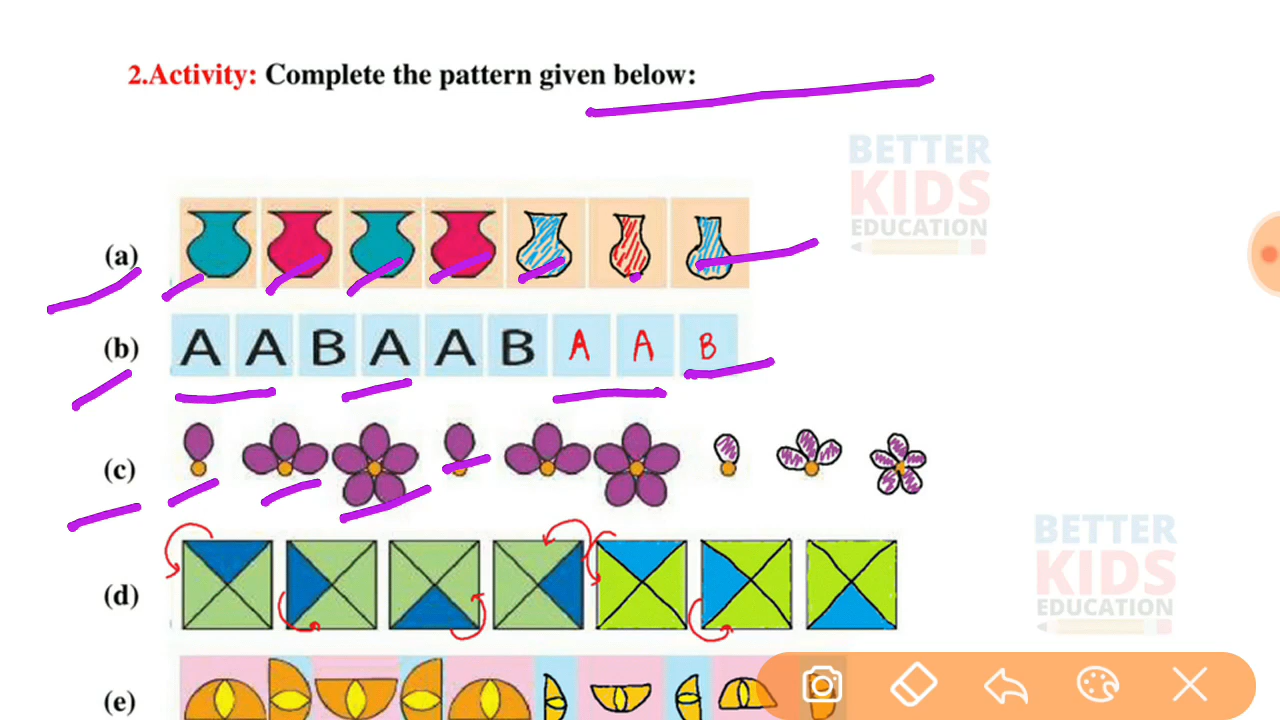 2.Activity: Complete the pattern given below:
BETTER
KIDS
EDUCATION
(a)
(b) A A B A A B A A B
(c)
(d)
BETTER
KIDS
EDUCATION
(e)